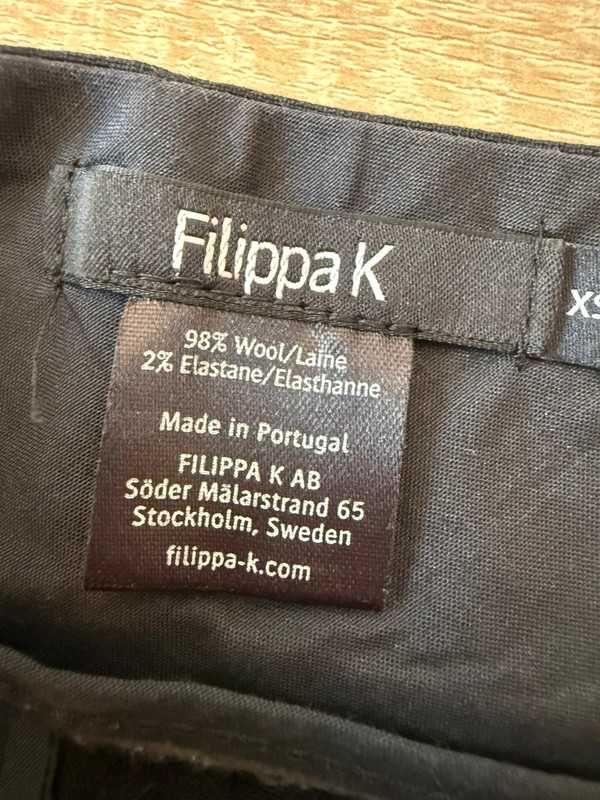 Filippa K
XS
98% Wool/Laine
2% Elastane/Elasthanne
Made in Portugal
FILIPPA K AB
Söder Mälarstrand 65
Stockholm, Sweden
filippa-k.com